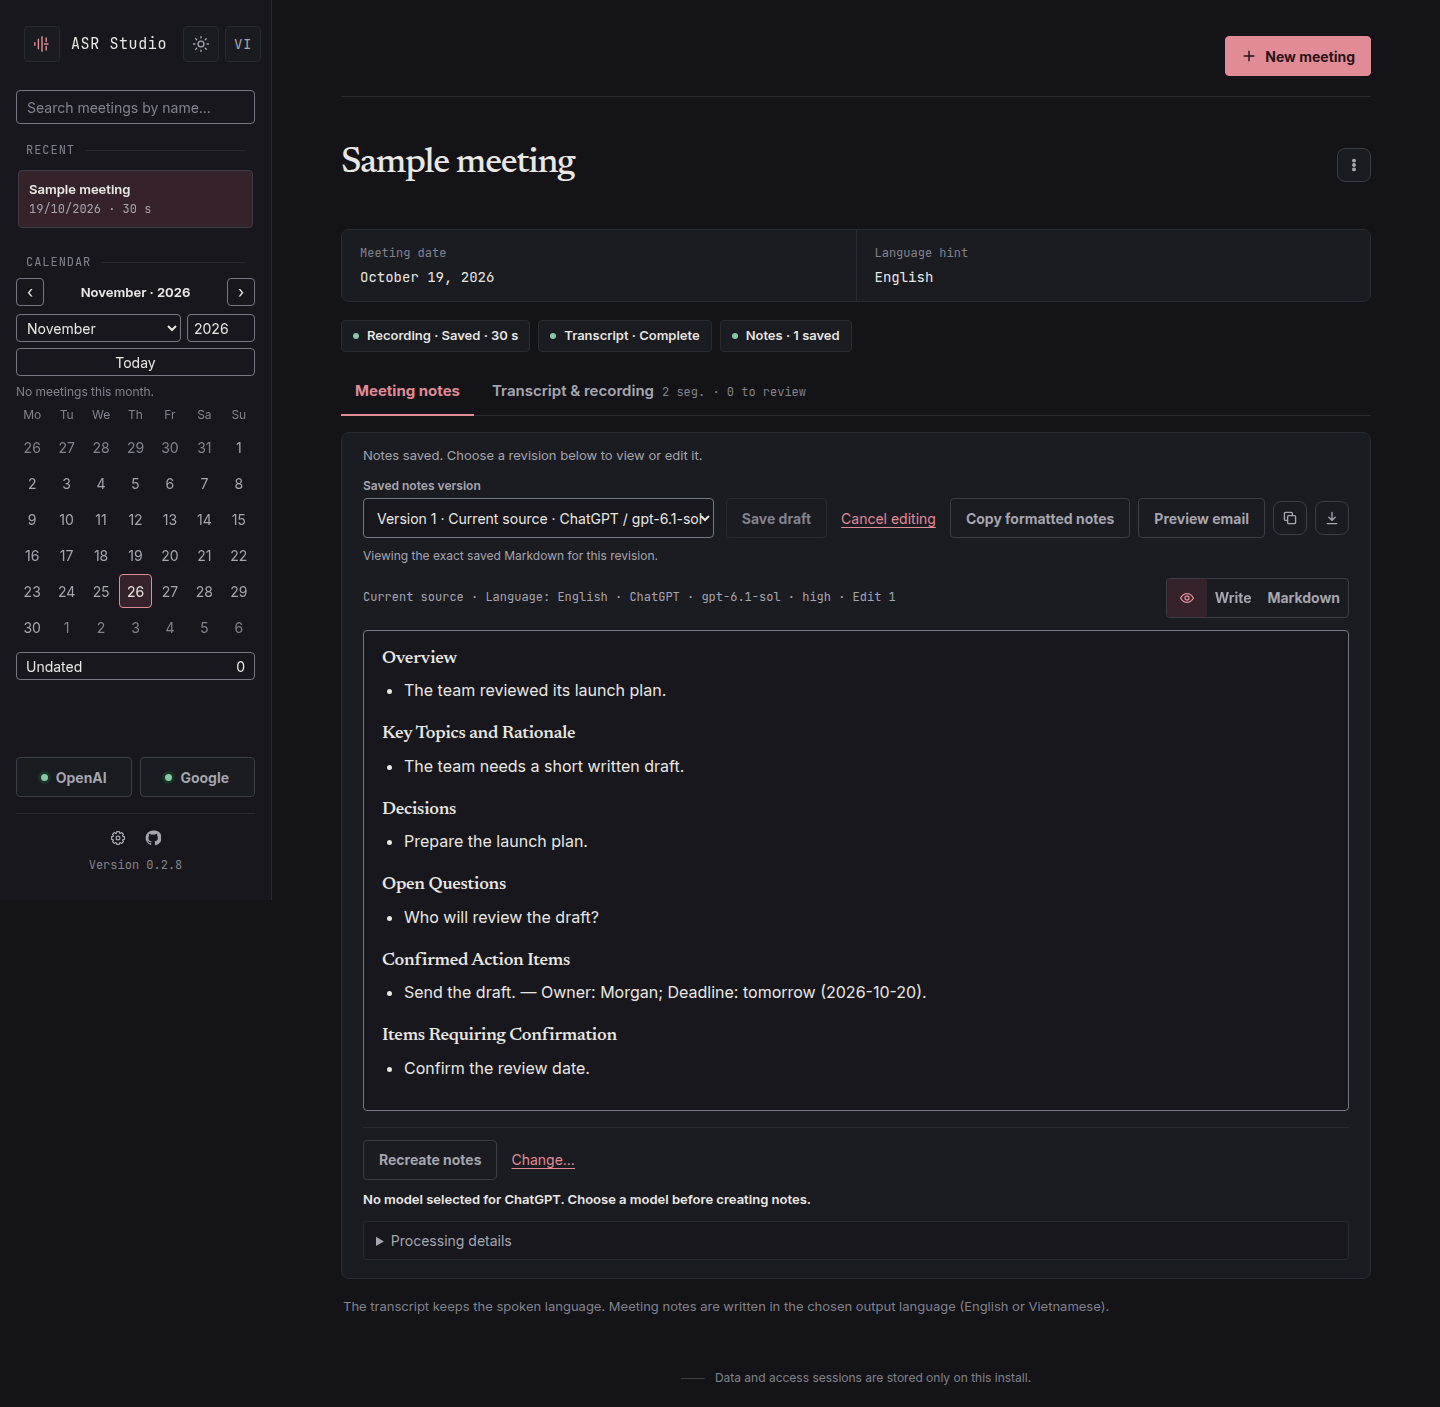 ASR Studio
VI
Search meetings by name...
RECENT
Sample meeting
19/10/2026 · 30 s
CALENDAR
‹ November · 2026 ›
November 2026
Today
No meetings this month.
Mo Tu We Th Fr Sa Su
26 27 28 29 30 31 1
2 3 4 5 6 7 8
9 10 11 12 13 14 15
16 17 18 19 20 21 22
23 24 25 26 27 28 29
30 1 2 3 4 5 6
Undated 0
OpenAI Google
Version 0.2.8
+ New meeting
Sample meeting
Meeting date
October 19, 2026
Language hint
English
Recording · Saved · 30 s
Transcript · Complete
Notes · 1 saved
Meeting notes
Transcript & recording 2 seg. · 0 to review
Notes saved. Choose a revision below to view or edit it.
Saved notes version
Version 1 · Current source · ChatGPT / gpt-6.1-sol
Save draft
Cancel editing
Copy formatted notes
Preview email
Viewing the exact saved Markdown for this revision.
Current source · Language: English · ChatGPT · gpt-6.1-sol · high · Edit 1
Write Markdown
Overview
• The team reviewed its launch plan.
Key Topics and Rationale
• The team needs a short written draft.
Decisions
• Prepare the launch plan.
Open Questions
• Who will review the draft?
Confirmed Action Items
• Send the draft. — Owner: Morgan; Deadline: tomorrow (2026-10-20).
Items Requiring Confirmation
• Confirm the review date.
Recreate notes
Change...
No model selected for ChatGPT. Choose a model before creating notes.
Processing details
The transcript keeps the spoken language. Meeting notes are written in the chosen output language (English or Vietnamese).
Data and access sessions are stored only on this install.